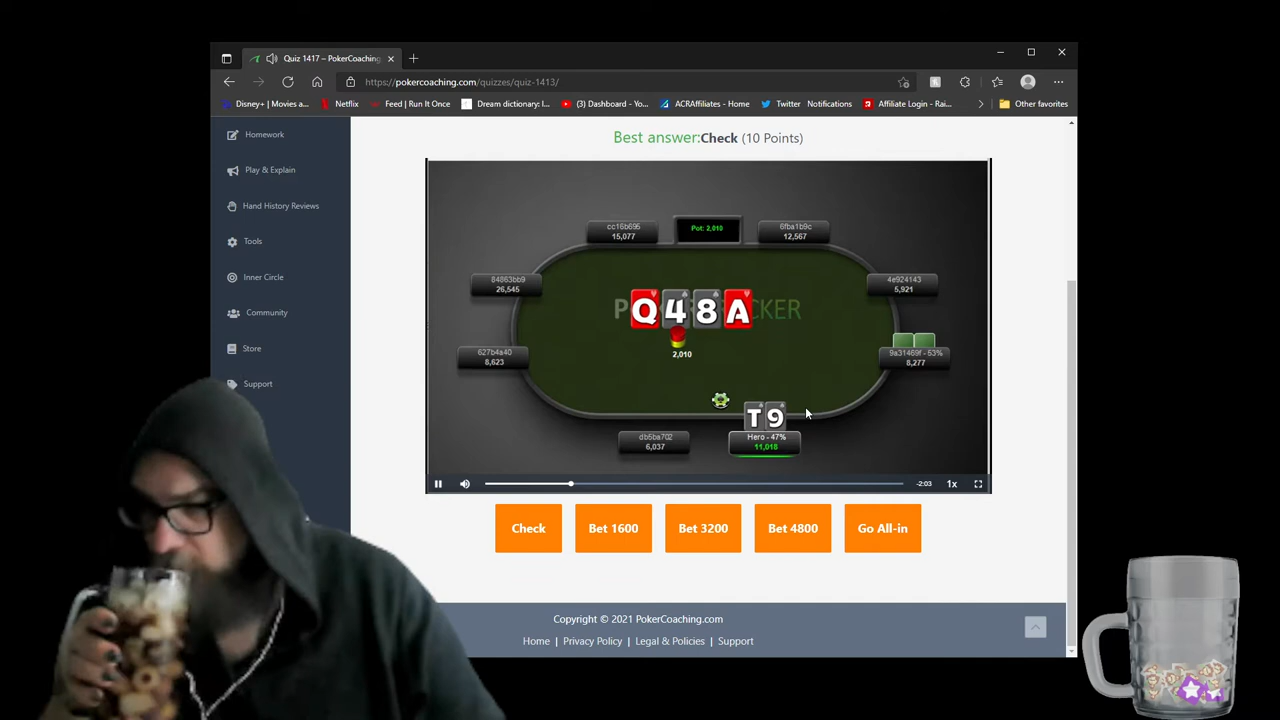 Quiz 1417 – PokerCoaching
https://pokercoaching.com/quizzes/quiz-1413/
Disney+ | Movies a... Netflix Feed | Run It Once Dream dictionary: I... (3) Dashboard - Yo... ACRAffiliates - Home Twitter Notifications Affiliate Login - Rai... Other favorites
Homework
Play & Explain
Hand History Reviews
Tools
Inner Circle
Community
Store
Support
Best answer:Check (10 Points)
cc16b695
15,077
Pot: 2,010
6fba1b9c
12,567
84863bb9
26,545
4e924143
5,921
Q 4 8 A
CKER
2,010
627b4a40
8,623
9a31469f - 53%
8,277
T 9
db5ba702
6,037
Hero - 47%
11,018
-2:03 1x
Check Bet 1600 Bet 3200 Bet 4800 Go All-in
Copyright © 2021 PokerCoaching.com
Home | Privacy Policy | Legal & Policies | Support